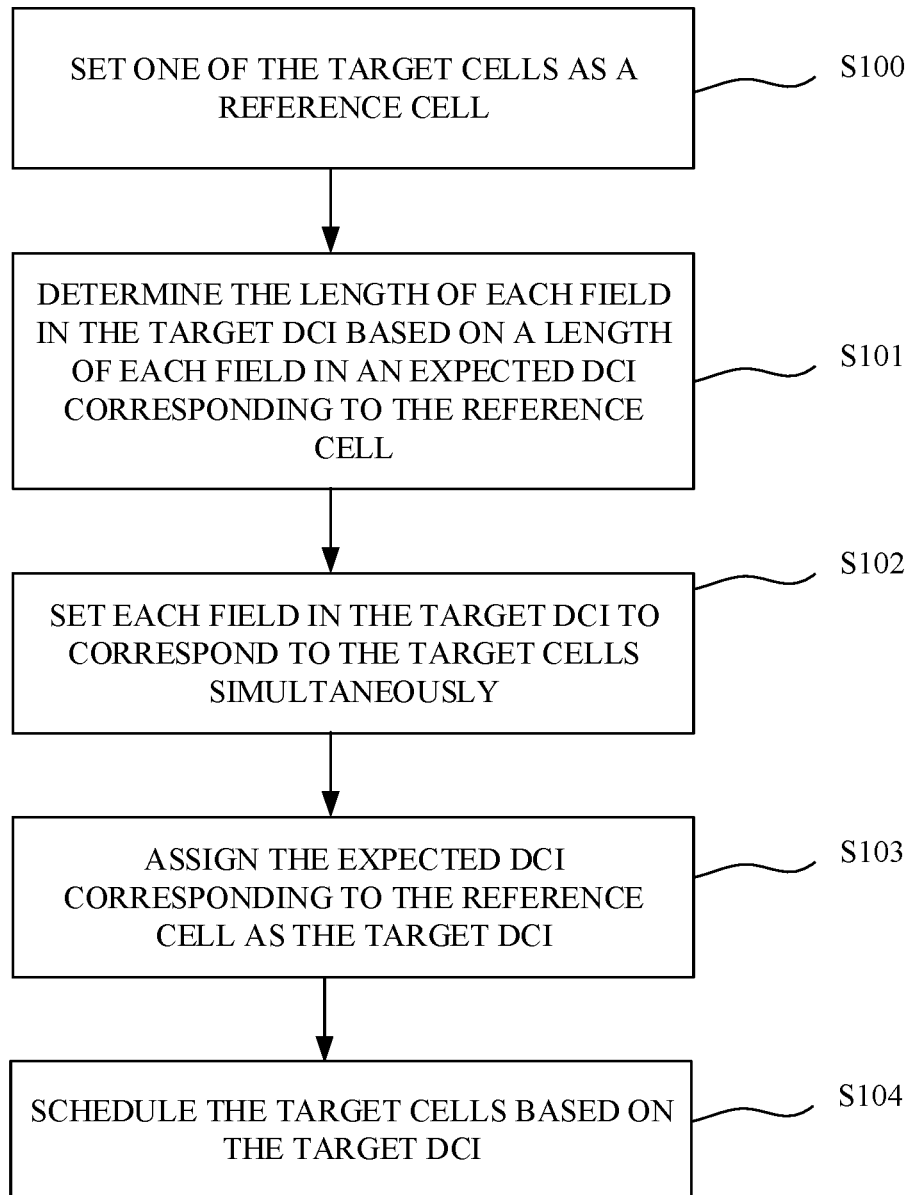 SET ONE OF THE TARGET CELLS AS A
REFERENCE CELL
S100
DETERMINE THE LENGTH OF EACH FIELD
IN THE TARGET DCI BASED ON A LENGTH
OF EACH FIELD IN AN EXPECTED DCI
CORRESPONDING TO THE REFERENCE
CELL
S101
SET EACH FIELD IN THE TARGET DCI TO
CORRESPOND TO THE TARGET CELLS
SIMULTANEOUSLY
S102
ASSIGN THE EXPECTED DCI
CORRESPONDING TO THE REFERENCE
CELL AS THE TARGET DCI
S103
SCHEDULE THE TARGET CELLS BASED ON
THE TARGET DCI
S104